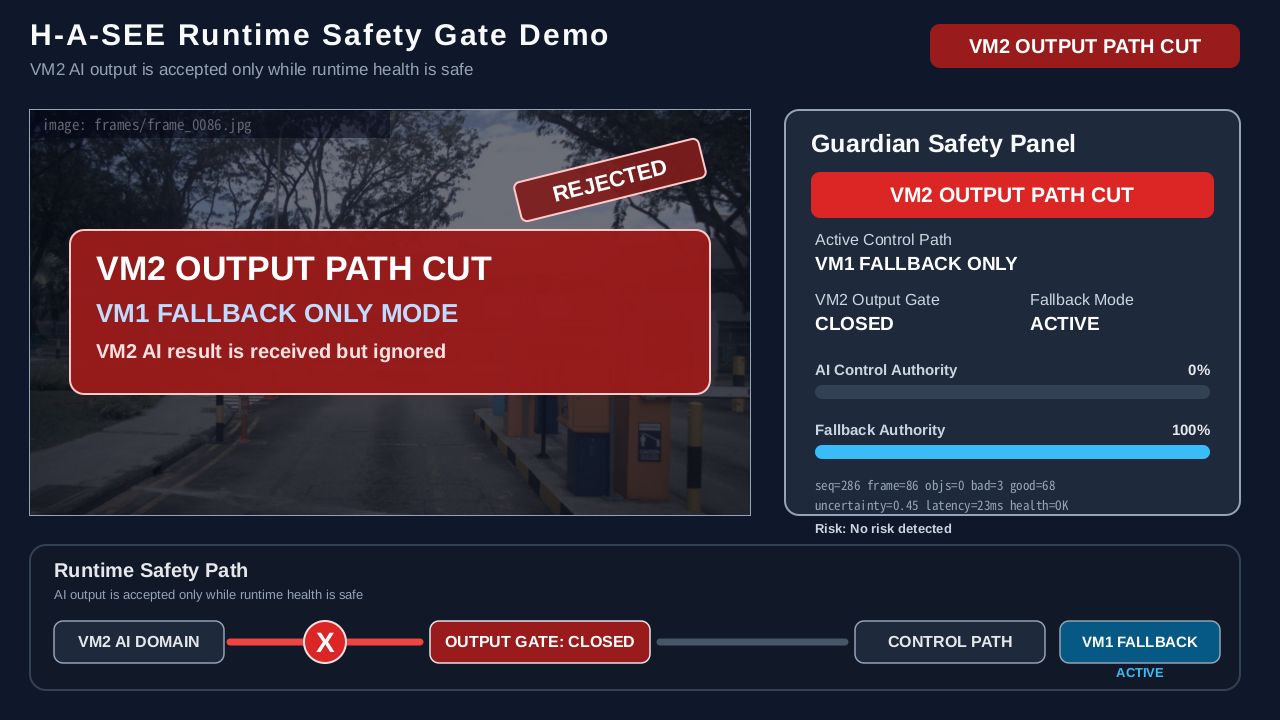 H-A-SEE Runtime Safety Gate Demo
VM2 AI output is accepted only while runtime health is safe
VM2 OUTPUT PATH CUT
image: frames/frame_0086.jpg
REJECTED
VM2 OUTPUT PATH CUT
VM1 FALLBACK ONLY MODE
VM2 AI result is received but ignored
Guardian Safety Panel
VM2 OUTPUT PATH CUT
Active Control Path
VM1 FALLBACK ONLY
VM2 Output Gate
CLOSED
Fallback Mode
ACTIVE
AI Control Authority 0%
Fallback Authority 100%
seq=286 frame=86 objs=0 bad=3 good=68
uncertainty=0.45 latency=23ms health=OK
Risk: No risk detected
Runtime Safety Path
AI output is accepted only while runtime health is safe
VM2 AI DOMAIN
X
OUTPUT GATE: CLOSED
CONTROL PATH
VM1 FALLBACK
ACTIVE